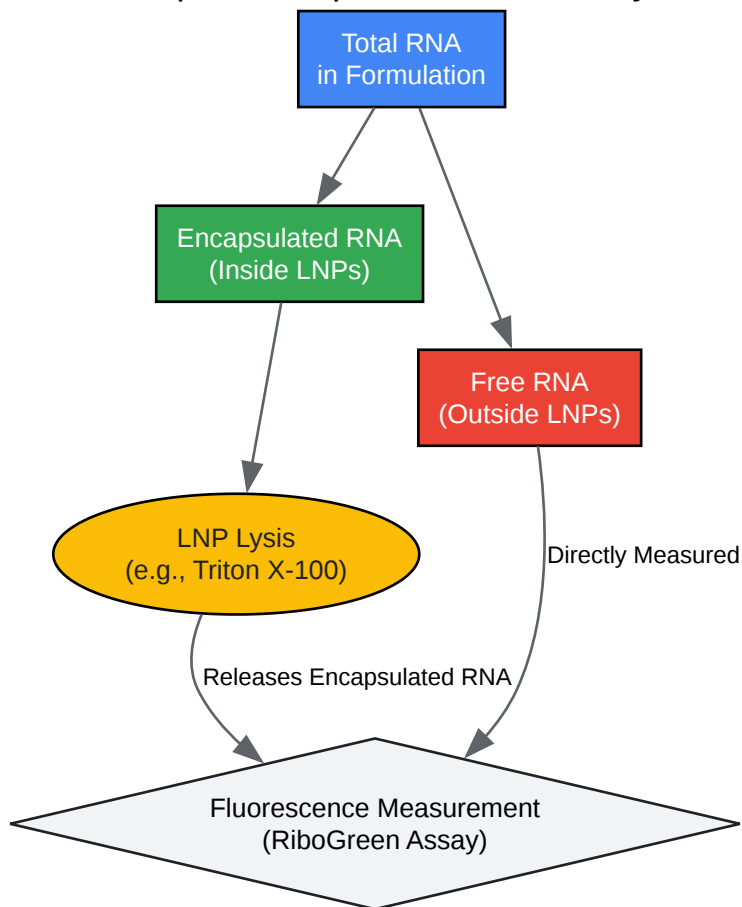 Total RNA
in Formulation
Encapsulated RNA
(Inside LNPs)
Free RNA
(Outside LNPs)
LNP Lysis
(e.g., Triton X-100)
Directly Measured
Releases Encapsulated RNA
Fluorescence Measurement
(RiboGreen Assay)